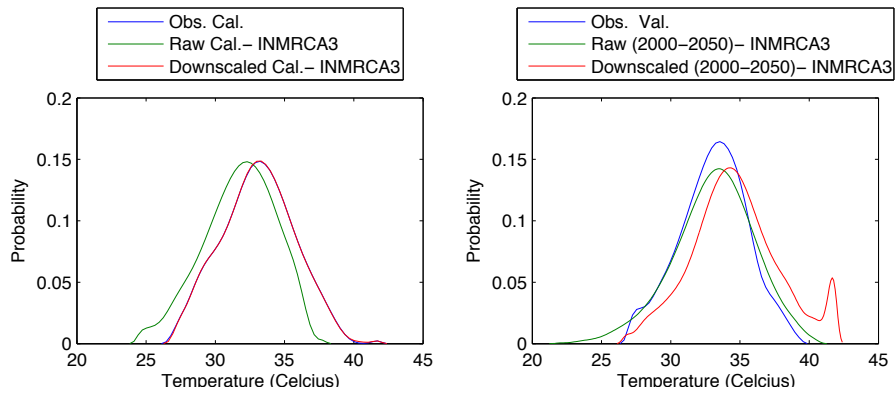 Obs. Cal.
Raw Cal.− INMRCA3
Downscaled Cal.− INMRCA3
0.2
0.15
0.1
0.05
0
Probability
20 25 30 35 40 45
Temperature (Celcius)
Obs. Val.
Raw (2000−2050)− INMRCA3
Downscaled (2000−2050)− INMRCA3
0.2
0.15
0.1
0.05
0
Probability
20 25 30 35 40 45
Temperature (Celcius)